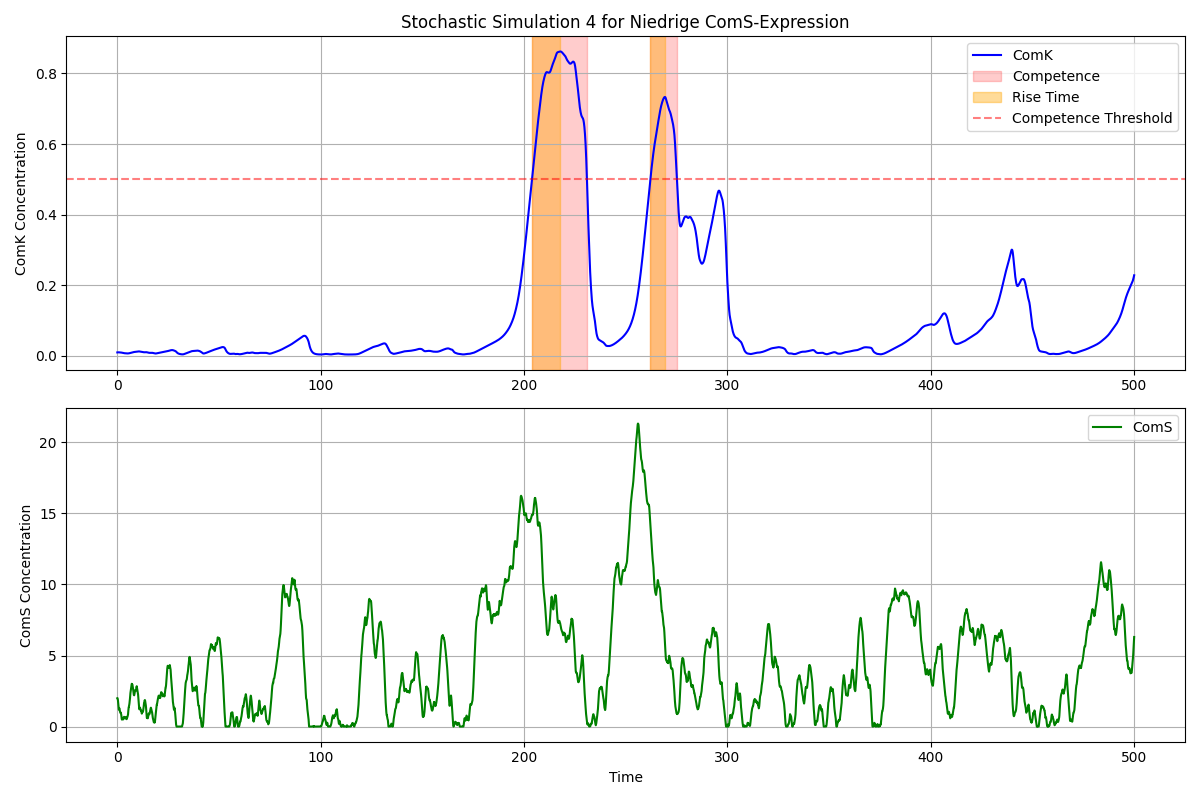 Stochastic Simulation 4 for Niedrige ComS-Expression
ComK Concentration
0.8
0.6
0.4
0.2
0.0
0 100 200 300 400 500
ComK
Competence
Rise Time
Competence Threshold
ComS Concentration
20
15
10
5
0
0 100 200 300 400 500
ComS
Time